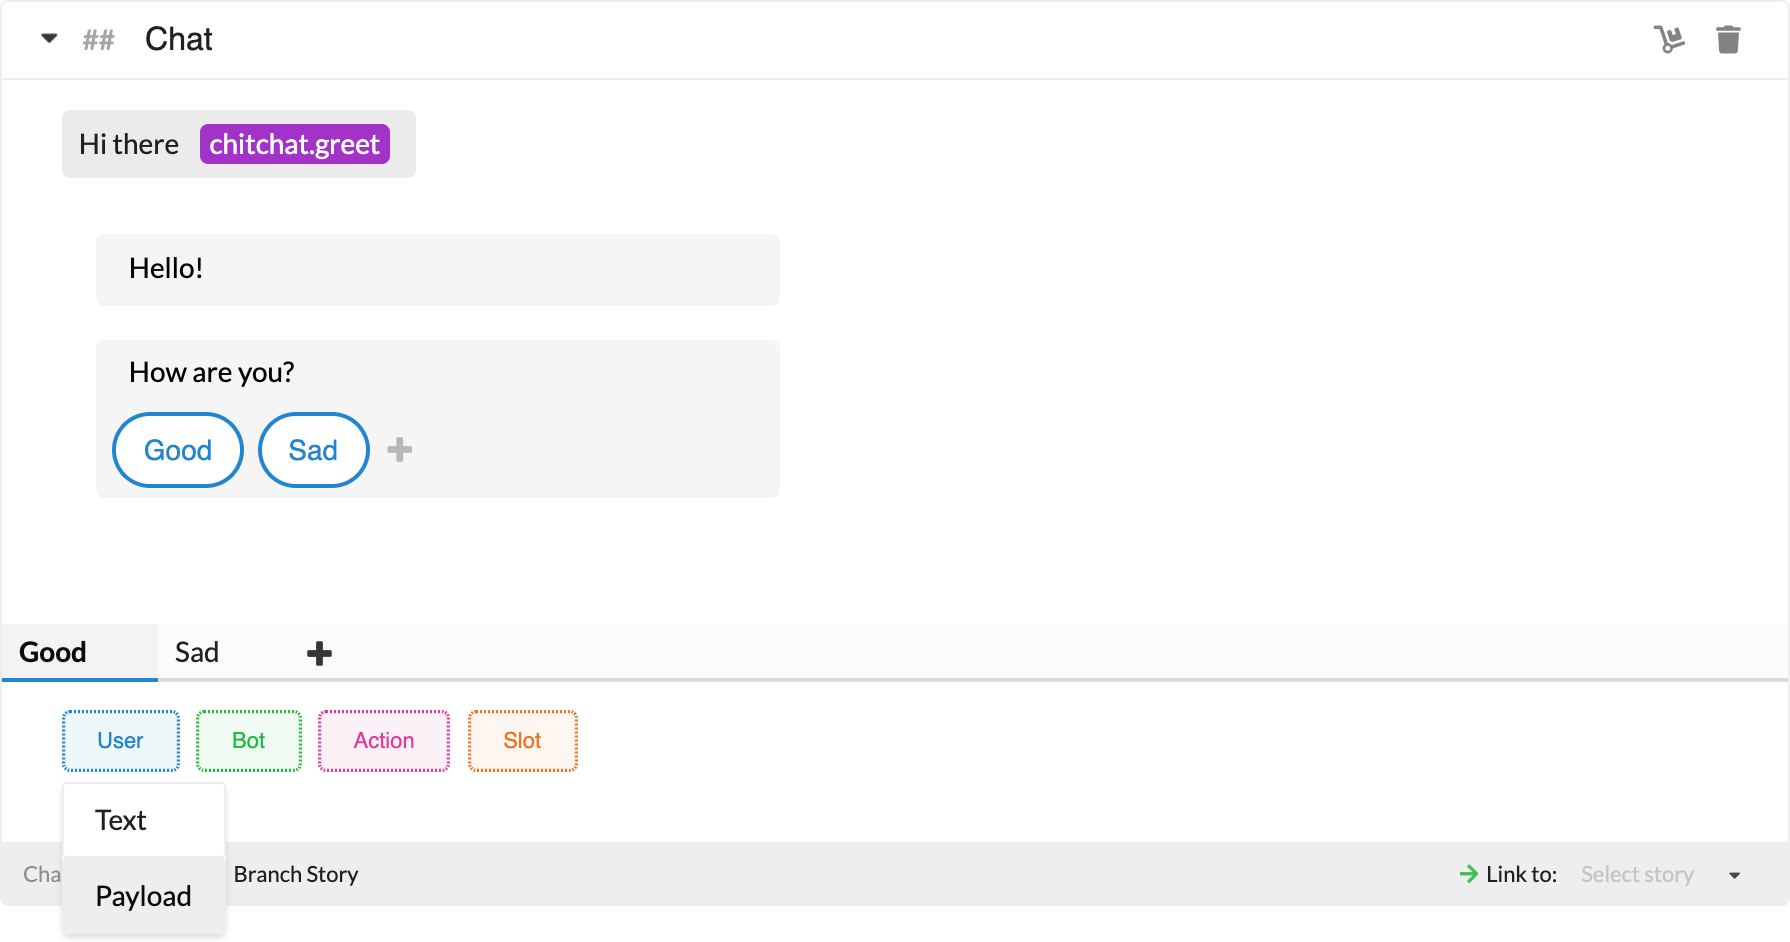 ## Chat
Hi there chitchat.greet
Hello!
How are you?
Good Sad
Good Sad
User Bot Action Slot
Text
Cha Branch Story Link to: Select story
Payload